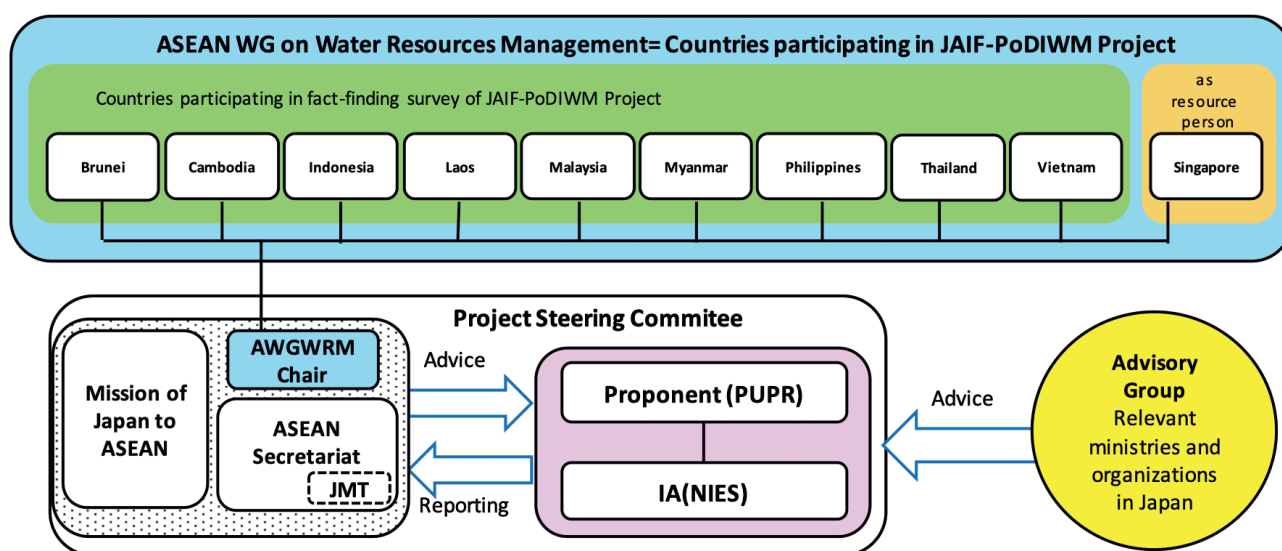 ASEAN WG on Water Resources Management= Countries participating in JAIF-PoDIWM Project
Countries participating in fact-finding survey of JAIF-PoDIWM Project
as
resource
person
Brunei
Cambodia
Indonesia
Laos
Malaysia
Myanmar
Philippines
Thailand
Vietnam
Singapore
Project Steering Commitee
Mission of
Japan to
ASEAN
AWGWRM
Chair
ASEAN
Secretariat
JMT
Advice
Reporting
Proponent (PUPR)
IA(NIES)
Advice
Advisory
Group
Relevant
ministries and
organizations
in Japan